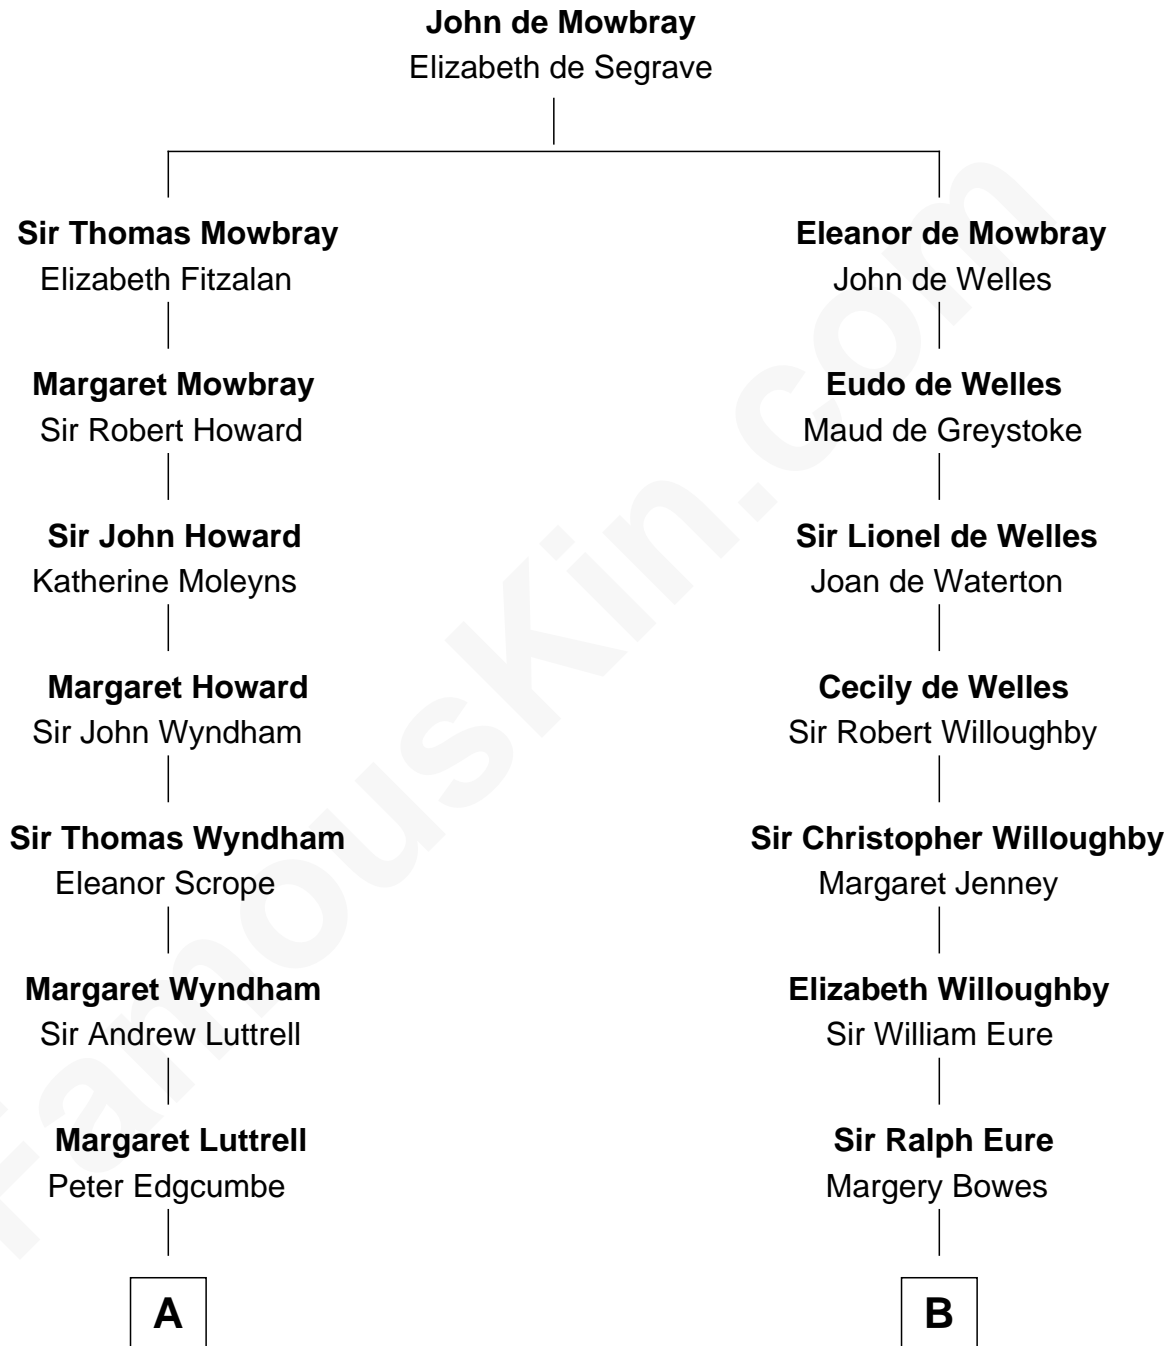 John de Mowbray
Elizabeth de Segrave
Sir Thomas Mowbray
Elizabeth Fitzalan
Margaret Mowbray
Sir Robert Howard
Sir John Howard
Katherine Moleyns
Margaret Howard
Sir John Wyndham
Sir Thomas Wyndham
Eleanor Scrope
Margaret Wyndham
Sir Andrew Luttrell
Margaret Luttrell
Peter Edgcumbe
A
Eleanor de Mowbray
John de Welles
Eudo de Welles
Maud de Greystoke
Sir Lionel de Welles
Joan de Waterton
Cecily de Welles
Sir Robert Willoughby
Sir Christopher Willoughby
Margaret Jenney
Elizabeth Willoughby
Sir William Eure
Sir Ralph Eure
Margery Bowes
B
FamousKin.com